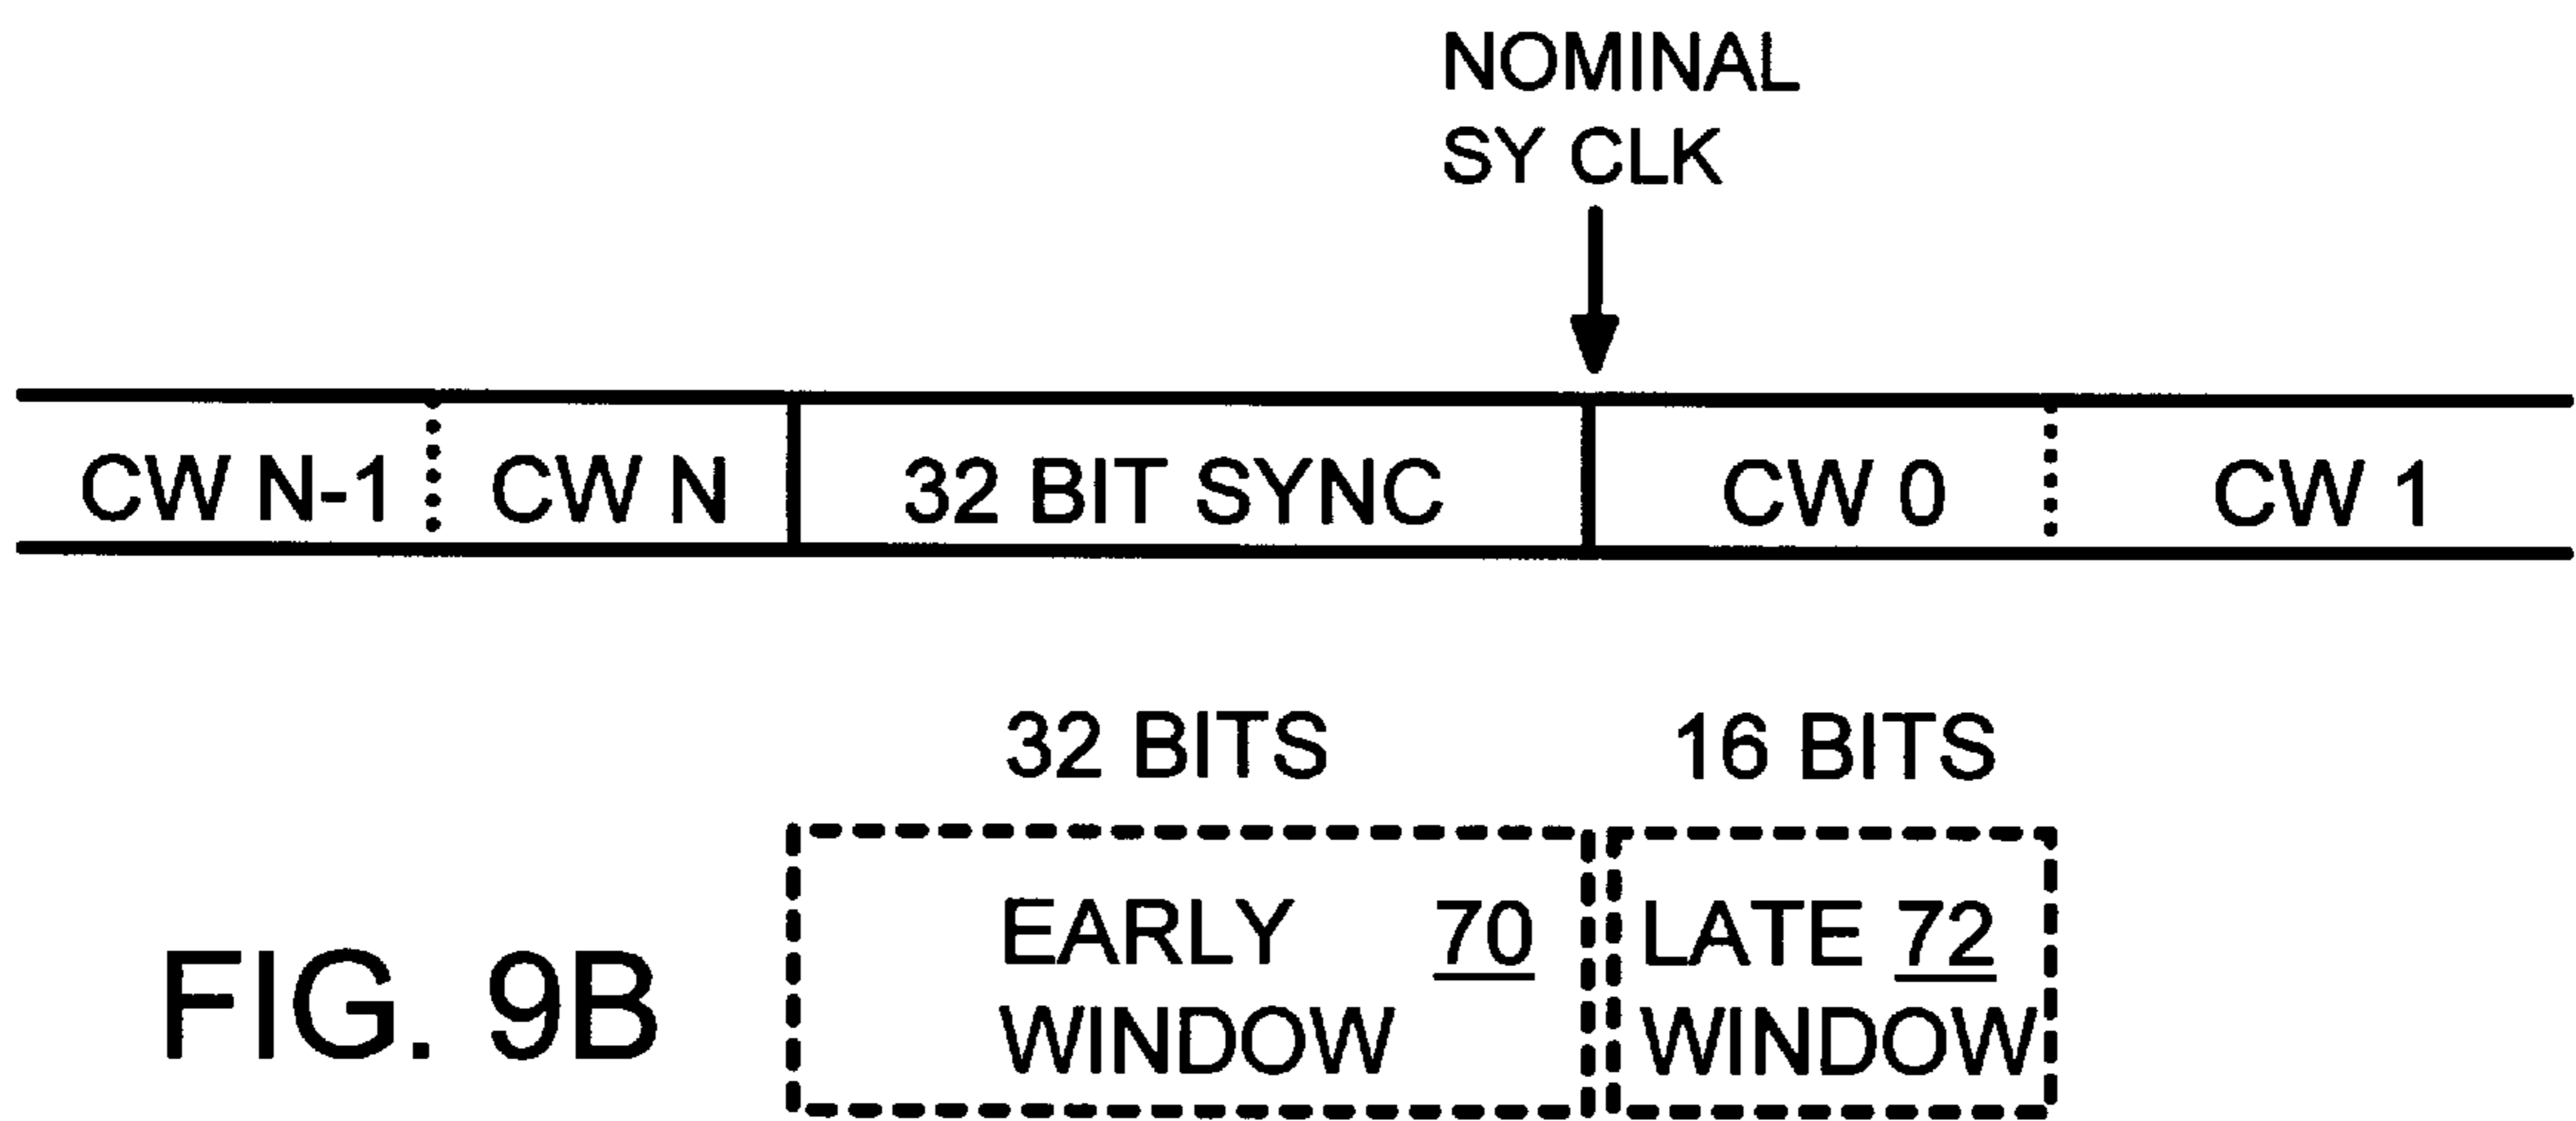 NOMINAL
SY CLK
CW N-1 CW N 32 BIT SYNC CW 0 CW 1
32 BITS 16 BITS
EARLY 70 LATE 72
WINDOW WINDOW
FIG. 9B